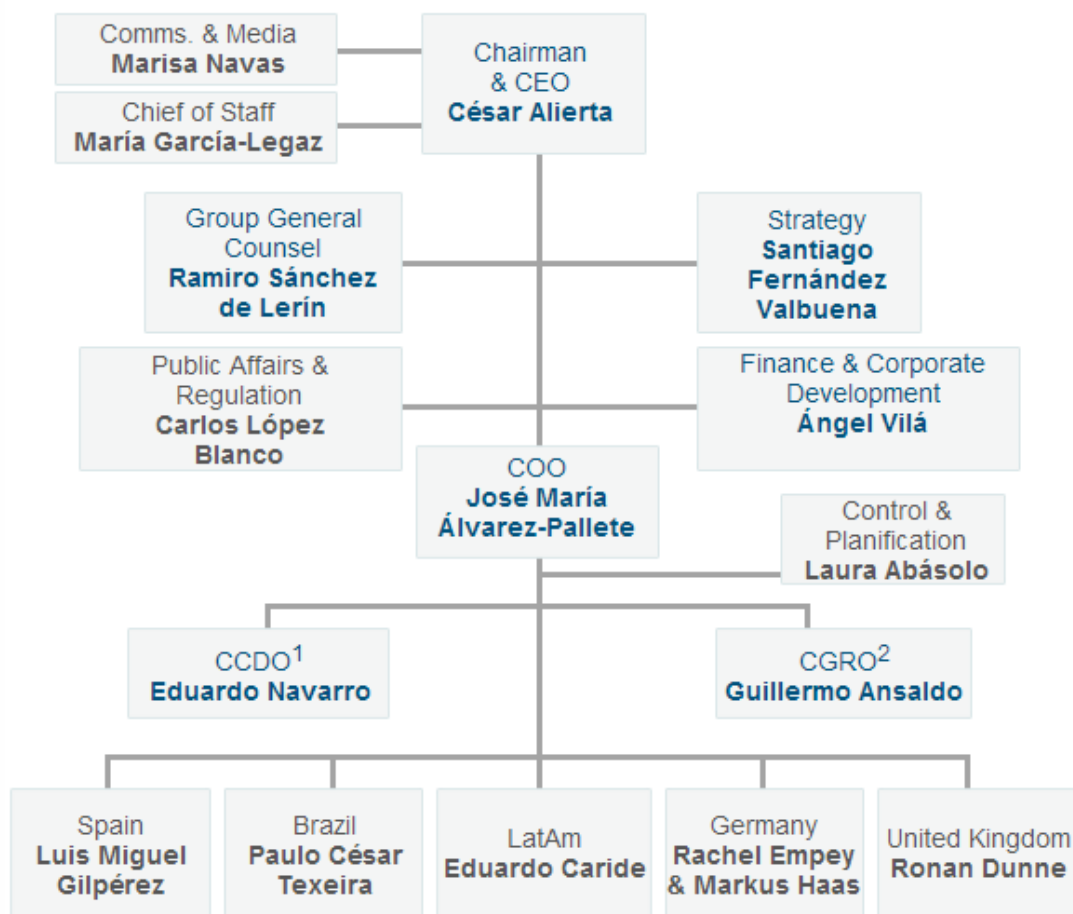 Comms. & Media
Marisa Navas
Chief of Staff
María García-Legaz
Chairman
& CEO
César Alierta
Group General
Counsel
Ramiro Sánchez
de Lerín
Strategy
Santiago
Fernández
Valbuena
Public Affairs &
Regulation
Carlos López
Blanco
Finance & Corporate
Development
Ángel Vilá
COO
José María
Álvarez-Pallete
Control &
Planification
Laura Abásolo
CCDO1
Eduardo Navarro
CGRO2
Guillermo Ansaldo
Spain
Luis Miguel
Gilpérez
Brazil
Paulo César
Texeira
LatAm
Eduardo Caride
Germany
Rachel Empey
& Markus Haas
United Kingdom
Ronan Dunne